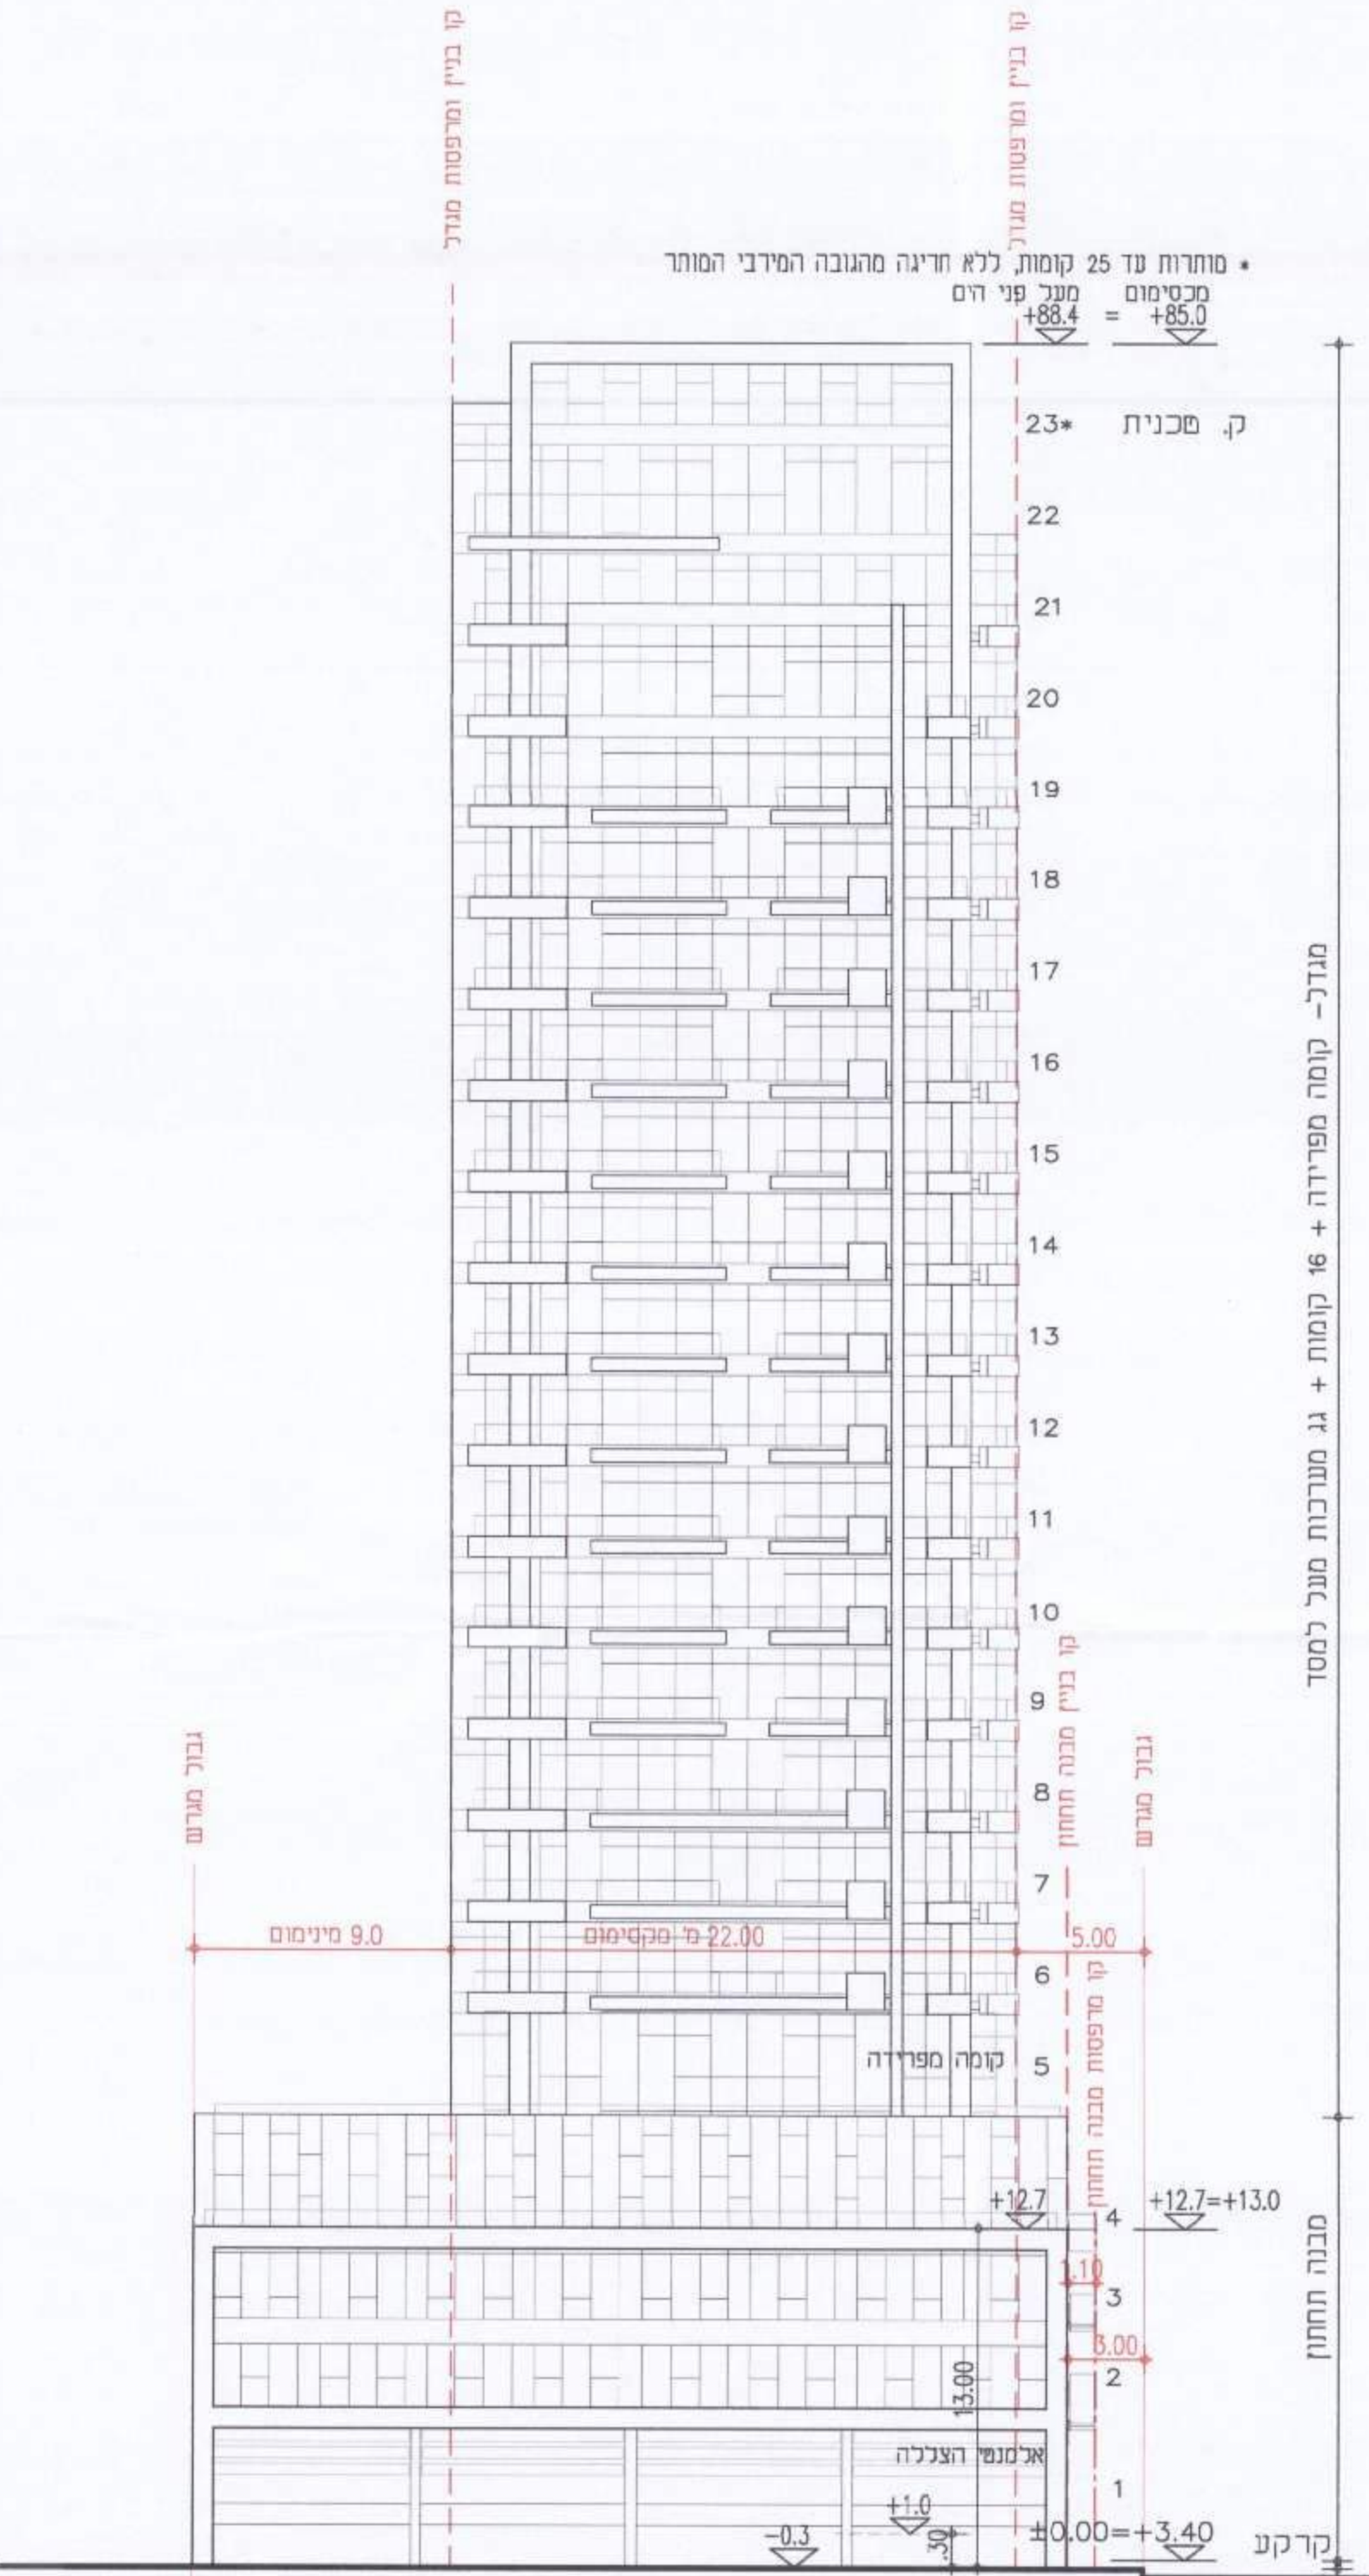 קו בניין ומרפסות מגדל
קו בניין ומרפסות מגדל
* מותרות עד 25 קומות, ללא חריגה מהגובה המירבי המותר
מכסימום מעל פני הים
+88.4 = +85.0
23* ק. טכנית
22
21
20
19
18
17
16
15
14
13
12
11
10
9
8
7
6
5
קומה מפרידה
מגדל- קומה מפרידה + 16 קומות + גג מערכות מעל למסד
גבול מגרש
קו בניין מבנה תחתון
גבול מגרש
9.0 מינימום
22.00 מ' מקסימום
5.00
קו מרפסות מבנה תחתון
+12.7
4
+12.7=+13.0
1.10
3
3.00
2
13.00
מבנה תחתון
אלמנטי הצללה
1
+1.0
-0.3
.30
±0.00=+3.40
קרקע